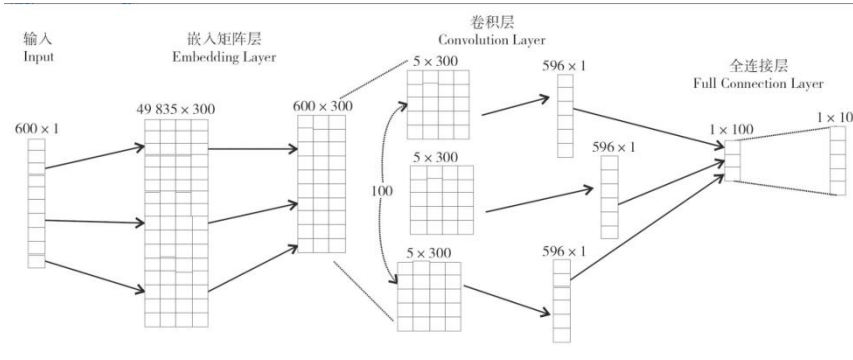 输入
Input
嵌入矩阵层
Embedding Layer
卷积层
Convolution Layer
全连接层
Full Connection Layer
600 × 1
49 835 × 300
600 × 300
5 × 300
596 × 1
5 × 300
596 × 1
100
5 × 300
596 × 1
1 × 100
1 × 10